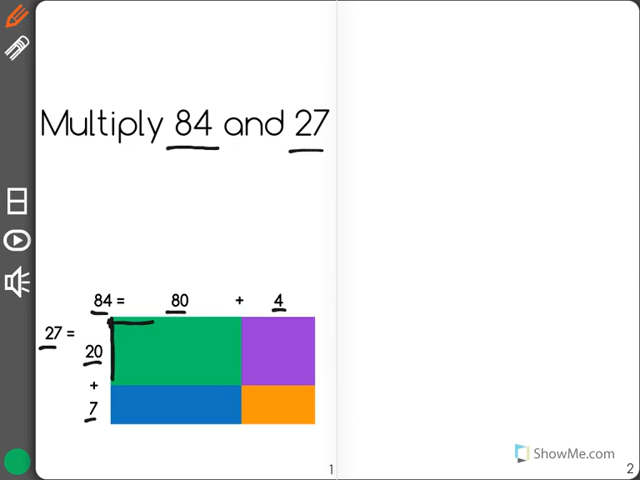 Multiply 84 and 27
84 = 80 + 4
27 =
20
+
7
ShowMe.com
1
2